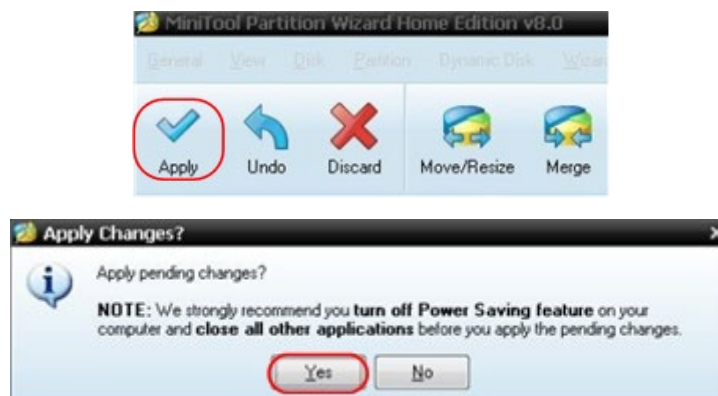 MiniTool Partition Wizard Home Edition v8.0
General View Disk Partition Dynamic Disk Wizar
Apply Undo Discard Move/Resize Merge
Apply Changes?
Apply pending changes?
NOTE: We strongly recommend you turn off Power Saving feature on your
computer and close all other applications before you apply the pending changes.
Yes No